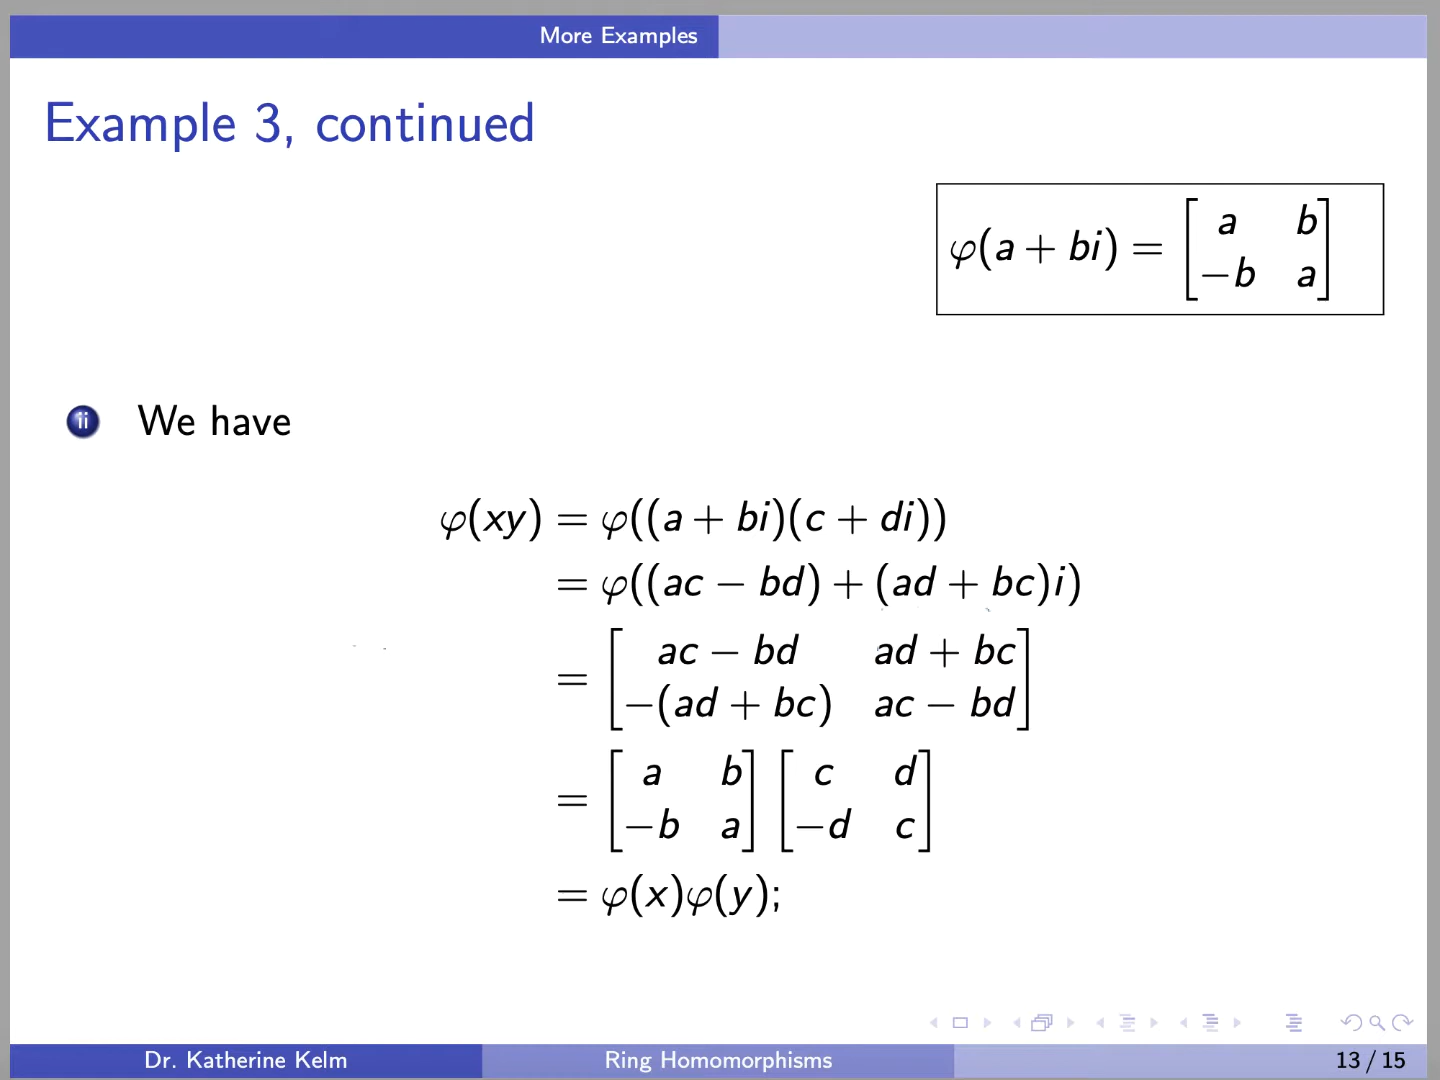 More Examples
Example 3, continued
φ(a + bi) = [a b; −b a]
ii We have
φ(xy) = φ((a + bi)(c + di))
= φ((ac − bd) + (ad + bc)i)
= [ac − bd ad + bc; −(ad + bc) ac − bd]
= [a b; −b a] [c d; −d c]
= φ(x)φ(y);
Dr. Katherine Kelm Ring Homomorphisms 13 / 15